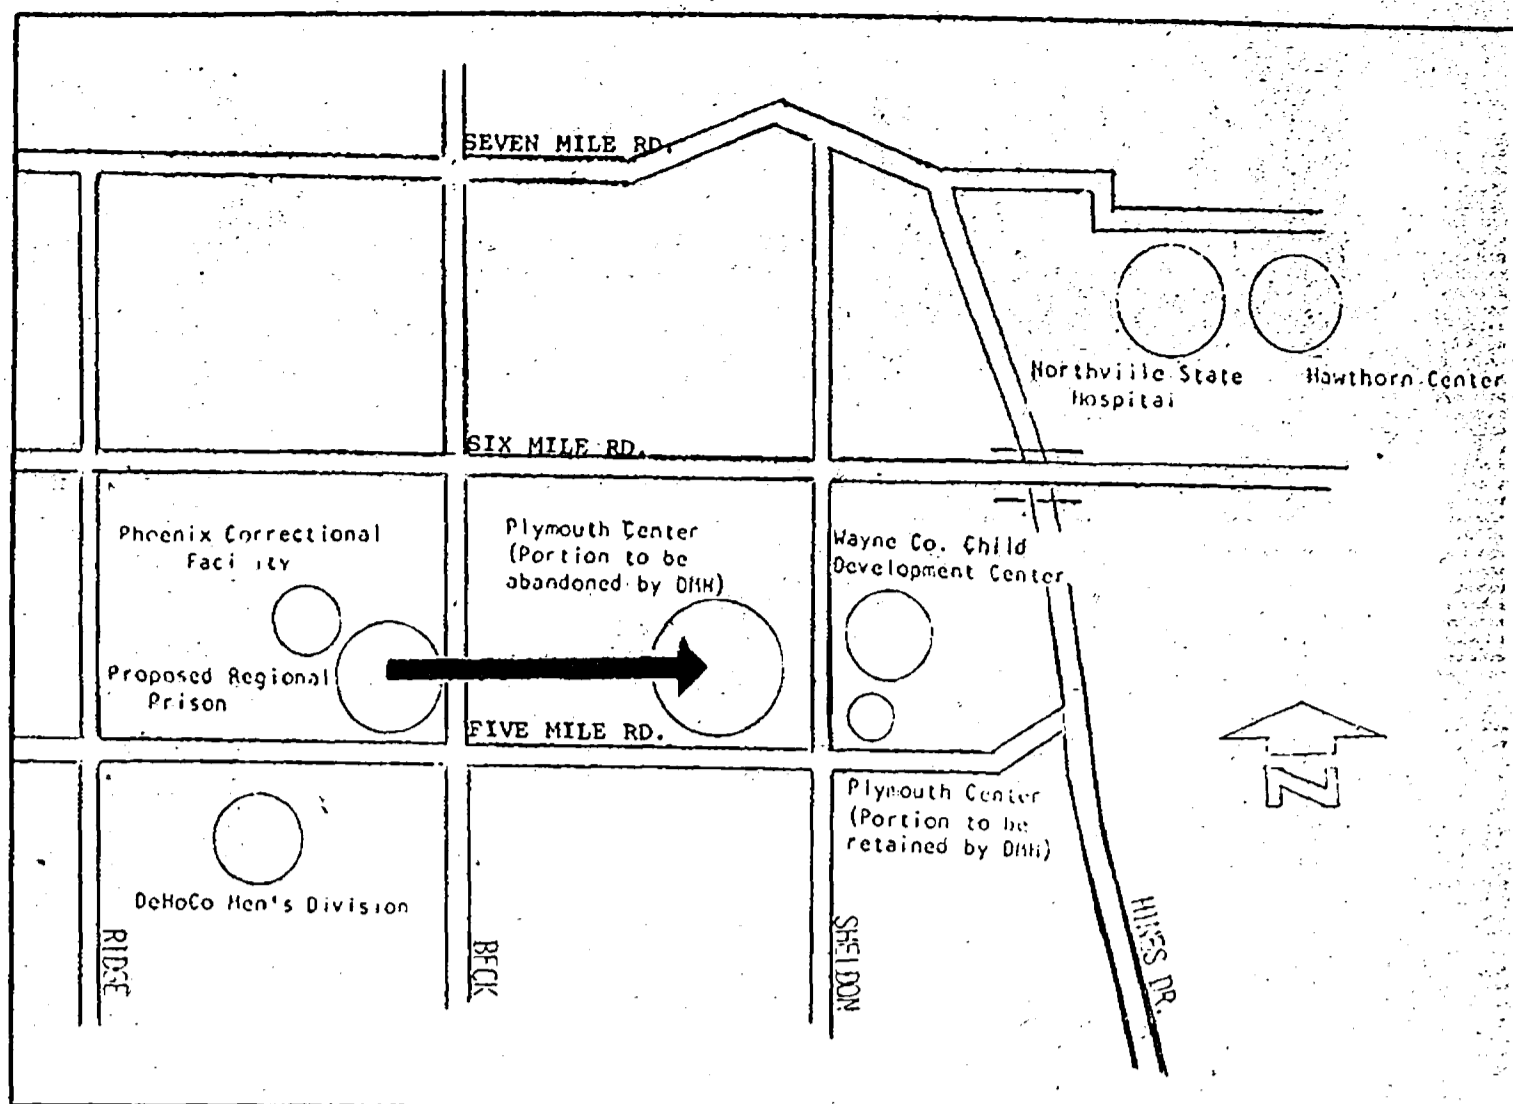 SEVEN MILE RD.
Northville State
Hospital
Hawthorn Center
SIX MILE RD.
Phoenix Correctional
Facility
Plymouth Center
(Portion to be
abandoned by DMH)
Wayne Co. Child
Development Center
Proposed Regional
Prison
FIVE MILE RD.
Plymouth Center
(Portion to be
retained by DMH)
N
DeHoCo Men's Division
RIDGE
BECK
SHELDON
HINES DR.